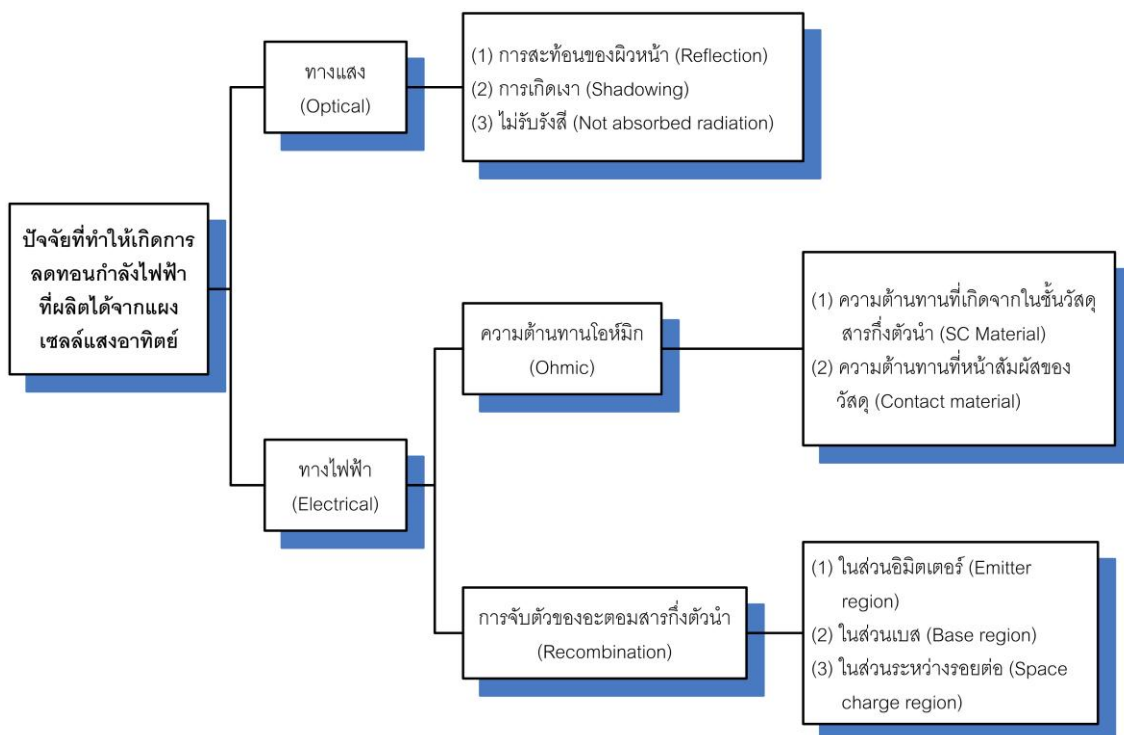 ปัจจัยที่ทำให้เกิดการ
ลดทอนกำลังไฟฟ้า
ที่ผลิตได้จากแผง
เซลล์แสงอาทิตย์
ทางแสง
(Optical)
(1) การสะท้อนของผิวหน้า (Reflection)
(2) การเกิดเงา (Shadowing)
(3) ไม่รับรังสี (Not absorbed radiation)
ทางไฟฟ้า
(Electrical)
ความต้านทานโอห์มิก
(Ohmic)
(1) ความต้านทานที่เกิดจากในชั้นวัสดุ
สารกึ่งตัวนำ (SC Material)
(2) ความต้านทานที่หน้าสัมผัสของ
วัสดุ (Contact material)
การจับตัวของอะตอมสารกึ่งตัวนำ
(Recombination)
(1) ในส่วนอิมิตเตอร์ (Emitter
region)
(2) ในส่วนเบส (Base region)
(3) ในส่วนระหว่างรอยต่อ (Space
charge region)